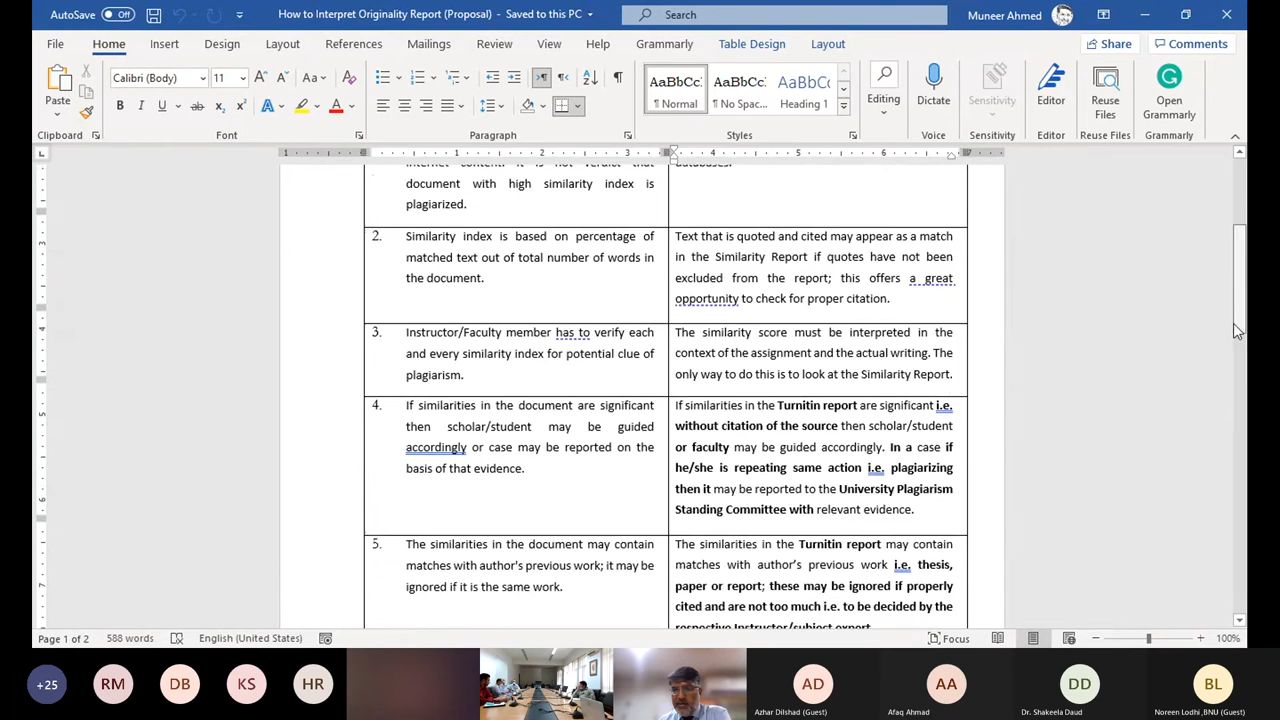 AutoSave Off
How to Interpret Originality Report (Proposal) - Saved to this PC
Search
Muneer Ahmed
File Home Insert Design Layout References Mailings Review View Help Grammarly Table Design Layout
Share Comments
Paste
Calibri (Body) 11
AaBbCc
¶ Normal
AaBbCc
¶ No Spac...
AaBbCc
Heading 1
Editing
Dictate
Sensitivity
Editor
Reuse Files
Open Grammarly
Clipboard Font Paragraph Styles Voice Sensitivity Editor Reuse Files Grammarly
internet content. It is not verdict that
document with high similarity index is
plagiarized.
databases.
2. Similarity index is based on percentage of
matched text out of total number of words in
the document.
Text that is quoted and cited may appear as a match
in the Similarity Report if quotes have not been
excluded from the report; this offers a great
opportunity to check for proper citation.
3. Instructor/Faculty member has to verify each
and every similarity index for potential clue of
plagiarism.
The similarity score must be interpreted in the
context of the assignment and the actual writing. The
only way to do this is to look at the Similarity Report.
4. If similarities in the document are significant
then scholar/student may be guided
accordingly or case may be reported on the
basis of that evidence.
If similarities in the Turnitin report are significant i.e.
without citation of the source then scholar/student
or faculty may be guided accordingly. In a case if
he/she is repeating same action i.e. plagiarizing
then it may be reported to the University Plagiarism
Standing Committee with relevant evidence.
5. The similarities in the document may contain
matches with author's previous work; it may be
ignored if it is the same work.
The similarities in the Turnitin report may contain
matches with author’s previous work i.e. thesis,
paper or report; these may be ignored if properly
cited and are not too much i.e. to be decided by the
respective Instructor/subject expert.
Page 1 of 2 588 words English (United States) Focus 100%
+25 RM DB KS HR AD AA DD BL
Azhar Dilshad (Guest) Afaq Ahmad Dr. Shakeela Daud Noreen Lodhi ,BNU (Guest)